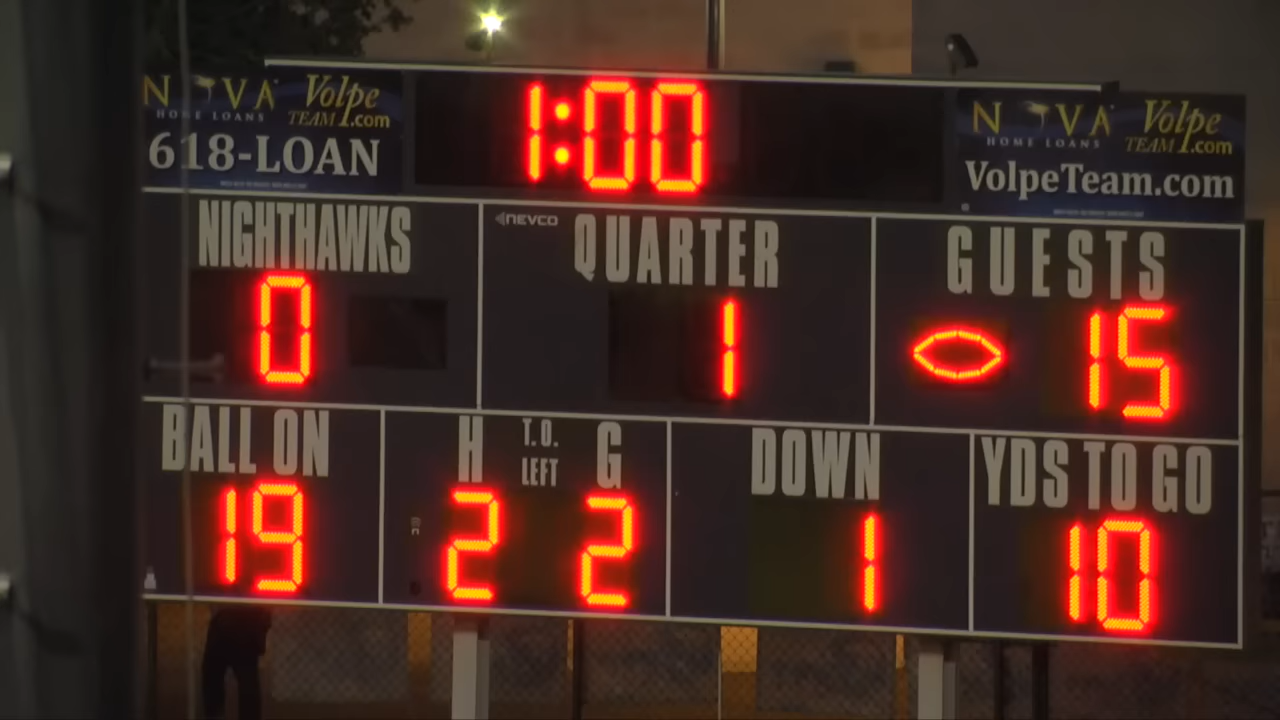 NOVA Volpe
HOME LOANS TEAM.com
618-LOAN
1:00
NOVA Volpe
HOME LOANS TEAM.com
VolpeTeam.com
NIGHTHAWKS
0
NEVCO
QUARTER
1
GUESTS
15
BALL ON
19
H T.O. G
LEFT
2 2
DOWN
1
YDS TO GO
10